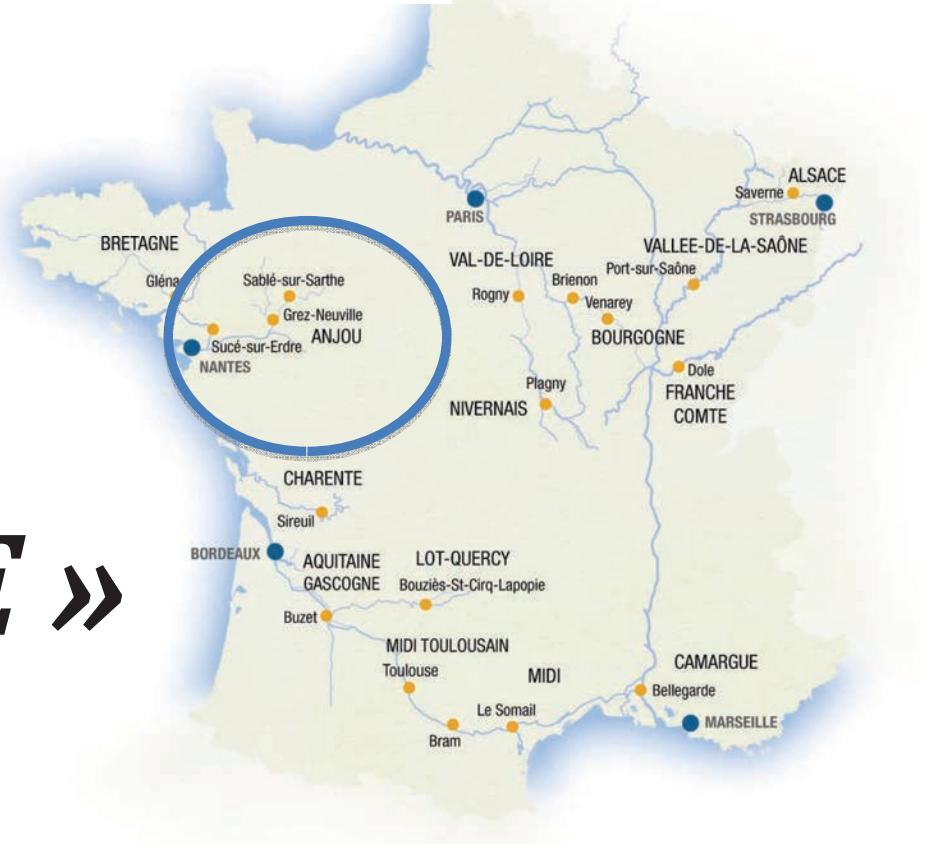 ALSACE
Saverne
STRASBOURG
PARIS
BRETAGNE
VALLEE-DE-LA-SAÔNE
VAL-DE-LOIRE
Port-sur-Saône
Gléna
Sablé-sur-Sarthe
Brienon
Rogny
Venarey
Grez-Neuville
ANJOU
BOURGOGNE
Sucé-sur-Erdre
NANTES
Dole
Plagny
FRANCHE
COMTE
NIVERNAIS
CHARENTE
Sireuil
BORDEAUX
AQUITAINE
GASCOGNE
LOT-QUERCY
Bouziès-St-Cirq-Lapopie
E »
Buzet
MIDI TOULOUSAIN
Toulouse
MIDI
CAMARGUE
Bellegarde
Le Somail
MARSEILLE
Bram